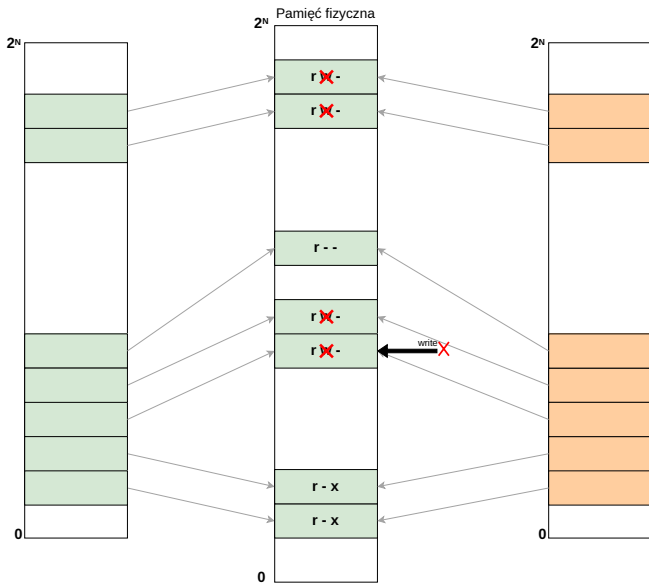 Pamięć fizyczna
2ᴺ
2ᴺ
2ᴺ
r w -
r w -
r - -
r w -
r w -
write
r - x
r - x
0
0
0